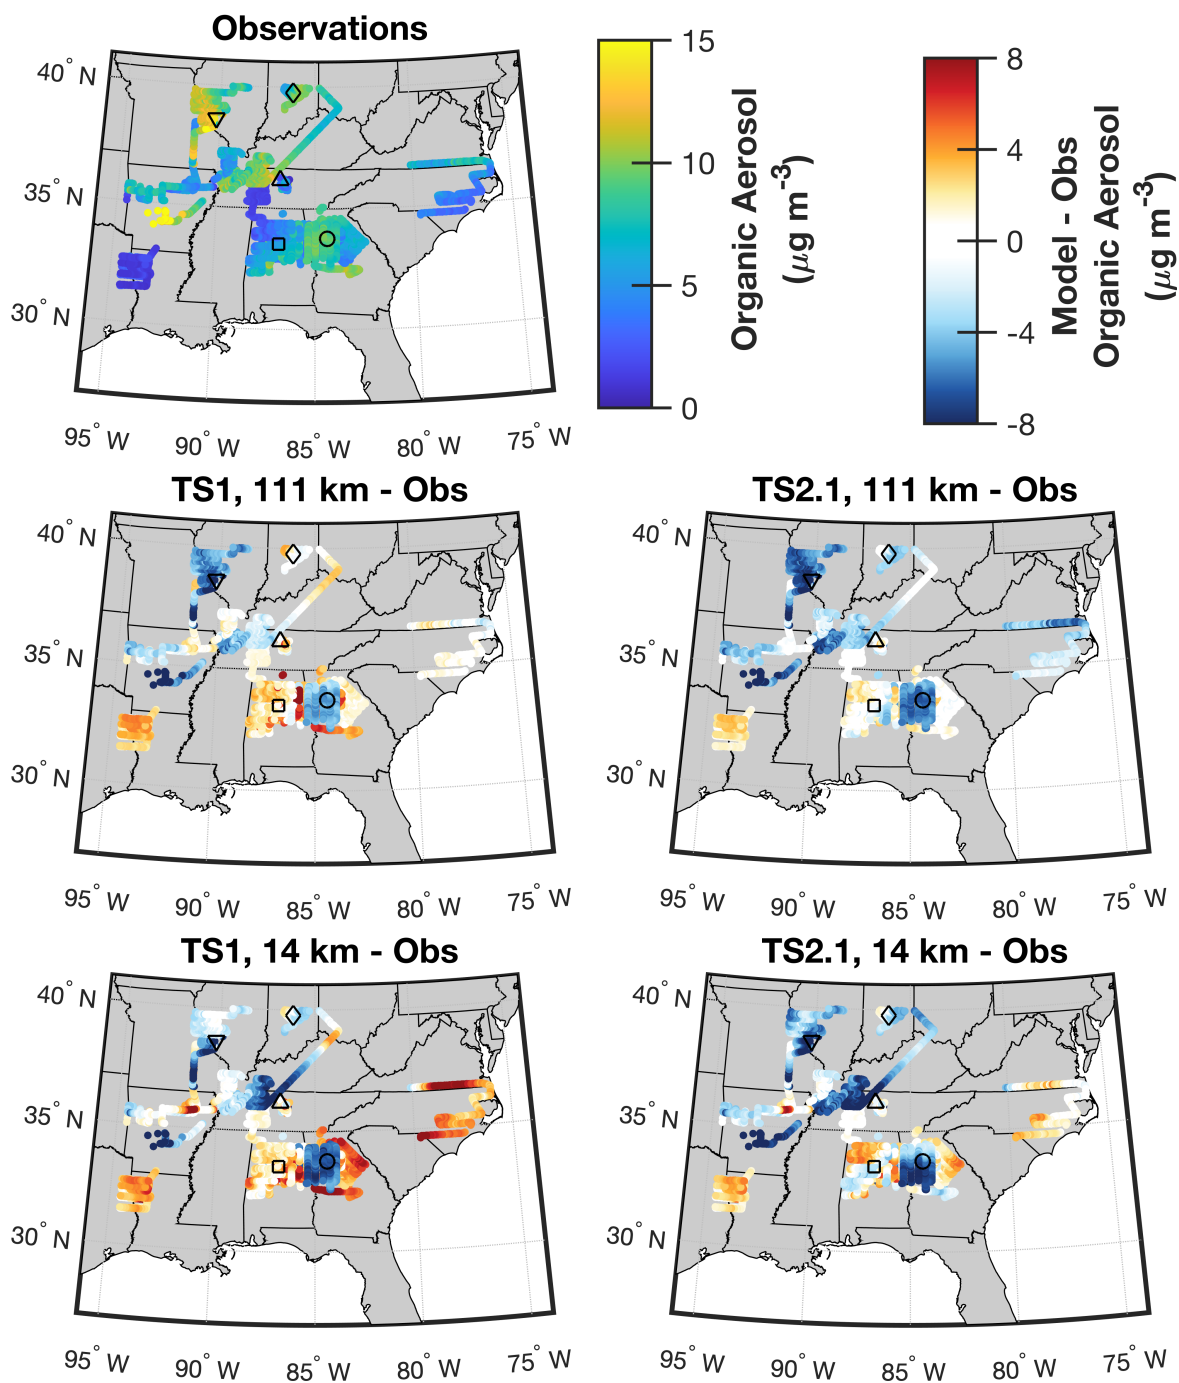 Observations
40° N
35° N
30° N
95° W
90° W
85° W
80° W
75° W
15
10
5
0
Organic Aerosol
(μg m-3)
8
4
0
-4
-8
Model - Obs
Organic Aerosol
(μg m-3)
TS1, 111 km - Obs
40° N
35° N
30° N
95° W
90° W
85° W
80° W
75° W
TS2.1, 111 km - Obs
40° N
35° N
30° N
95° W
90° W
85° W
80° W
75° W
TS1, 14 km - Obs
40° N
35° N
30° N
95° W
90° W
85° W
80° W
75° W
TS2.1, 14 km - Obs
40° N
35° N
30° N
95° W
90° W
85° W
80° W
75° W